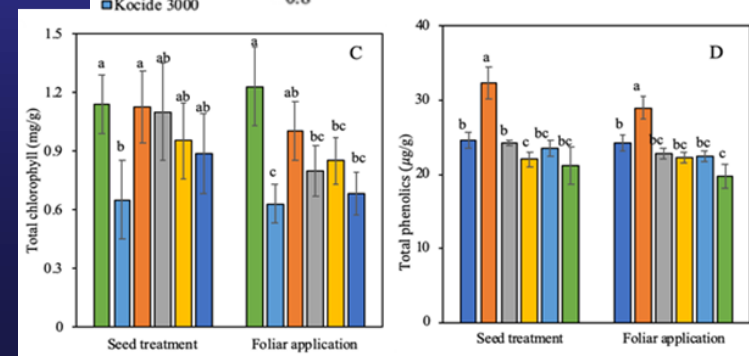 Kocide 3000
0.6
C
Total chlorophyll (mg/g)
1.5
1.2
0.9
0.6
0.3
0
a
b
a
ab
ab
ab
a
c
ab
bc
bc
bc
Seed treatment
Foliar application
D
Total phenolics (µg/g)
40
30
20
10
0
b
a
b
c
bc
bc
b
a
bc
bc
bc
c
Seed treatment
Foliar application